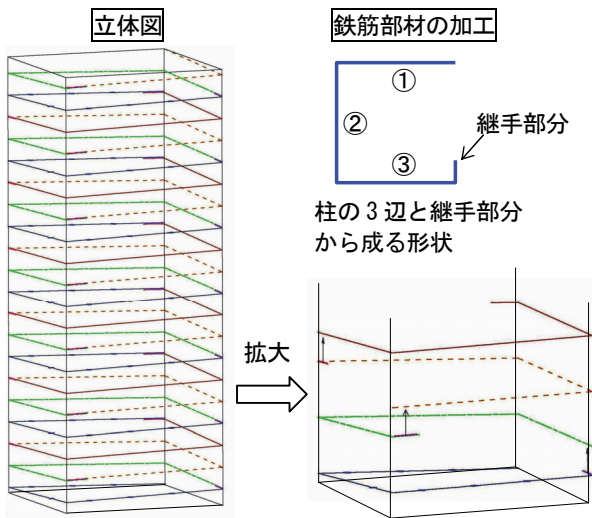 立体図
鉄筋部材の加工
①
②
③
継手部分
柱の3辺と継手部分
から成る形状
拡大